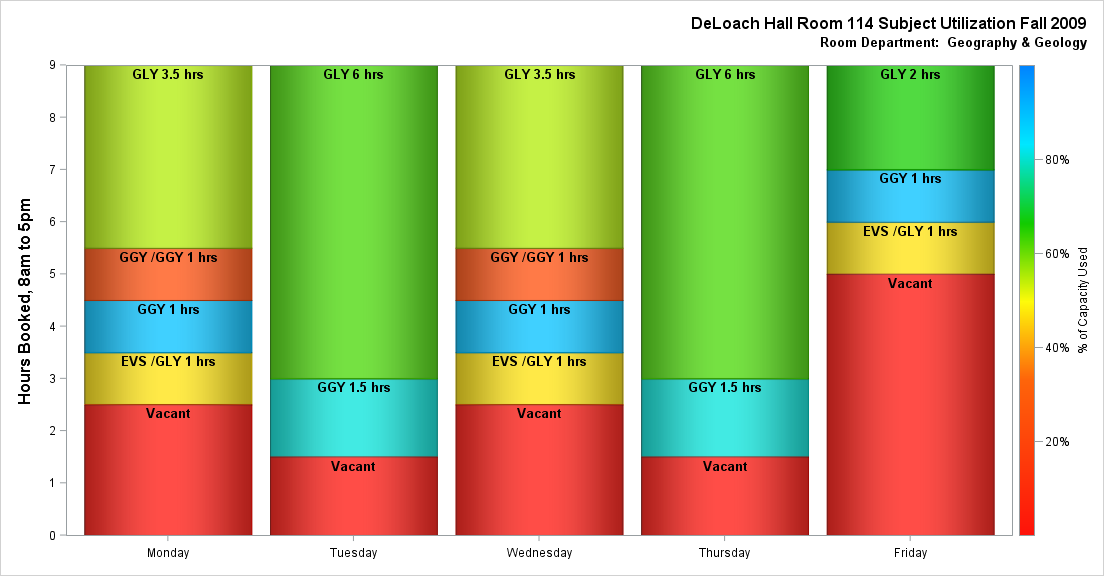 DeLoach Hall Room 114 Subject Utilization Fall 2009
Room Department: Geography & Geology
Hours Booked, 8am to 5pm
9
8
7
6
5
4
3
2
1
0
GLY 3.5 hrs
GGY /GGY 1 hrs
GGY 1 hrs
EVS /GLY 1 hrs
Vacant
GLY 6 hrs
GGY 1.5 hrs
Vacant
GLY 3.5 hrs
GGY /GGY 1 hrs
GGY 1 hrs
EVS /GLY 1 hrs
Vacant
GLY 6 hrs
GGY 1.5 hrs
Vacant
GLY 2 hrs
GGY 1 hrs
EVS /GLY 1 hrs
Vacant
Monday
Tuesday
Wednesday
Thursday
Friday
80%
60%
40%
20%
% of Capacity Used